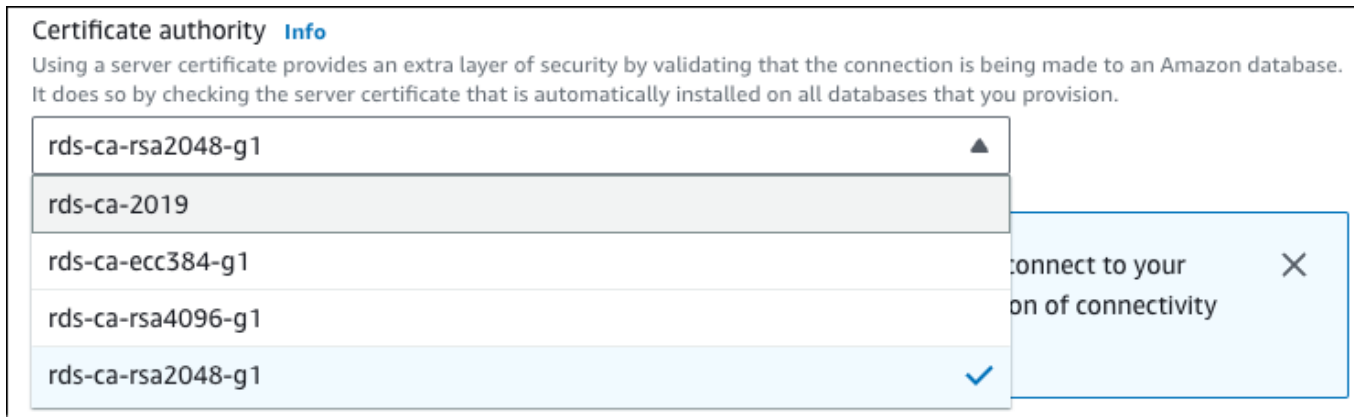 Certificate authority Info
Using a server certificate provides an extra layer of security by validating that the connection is being made to an Amazon database.
It does so by checking the server certificate that is automatically installed on all databases that you provision.
rds-ca-rsa2048-g1
rds-ca-2019
rds-ca-ecc384-g1
connect to your
rds-ca-rsa4096-g1
on of connectivity
rds-ca-rsa2048-g1